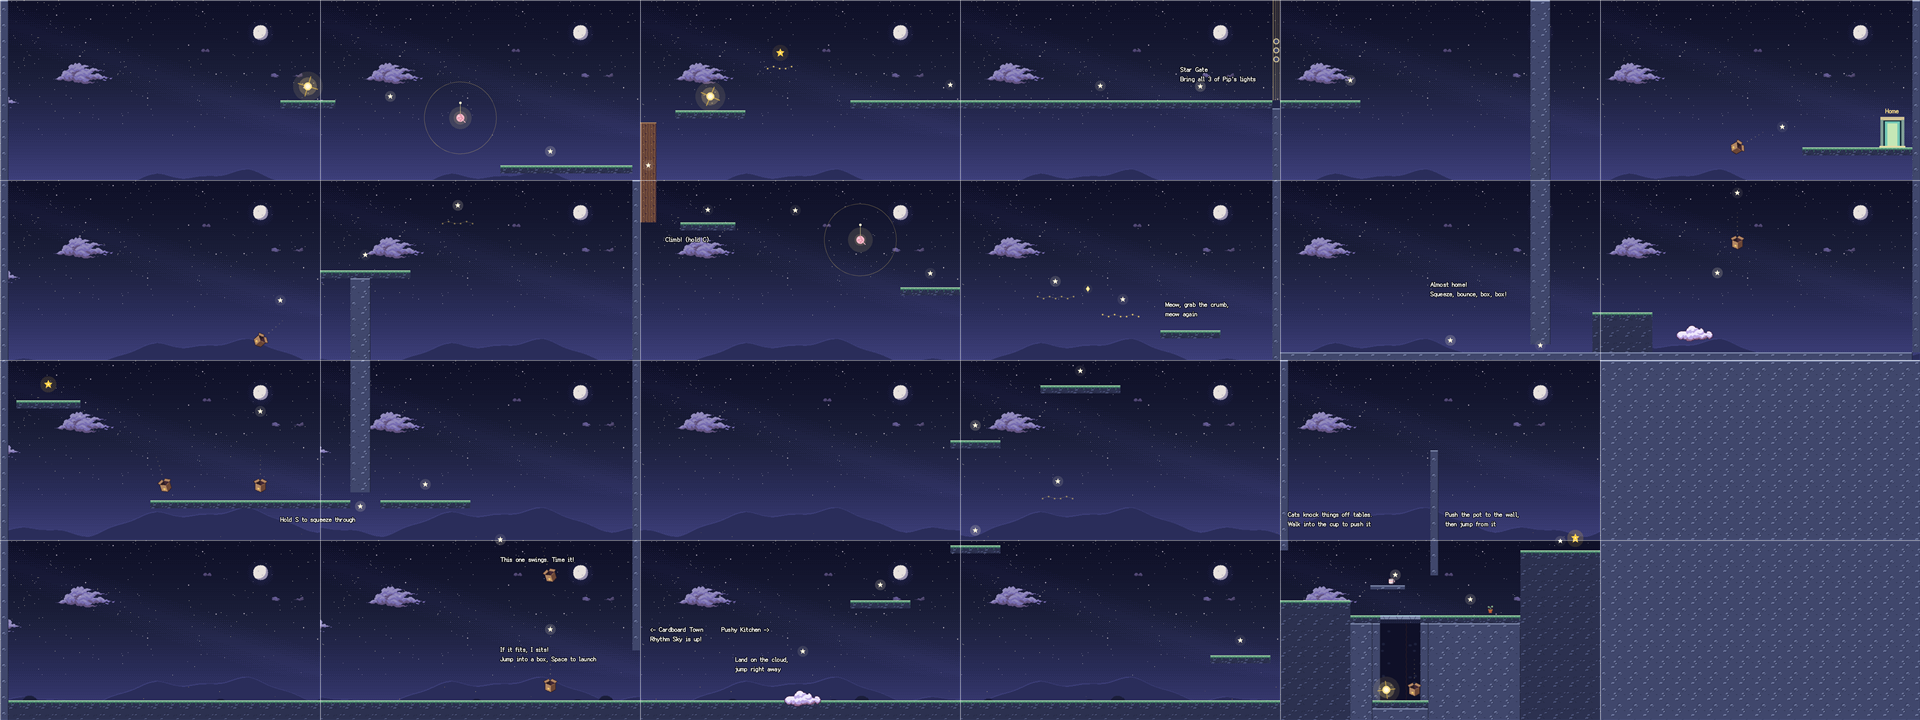 Star Gate
Bring all 3 of Pip's lights
Home
Climb! (hold C)
Meow, grab the crumb,
meow again
Almost home!
Squeeze, bounce, box, box!
Hold S to squeeze through
Cats knock things off tables
Walk into the cup to push it
Push the pot to the wall,
then jump from it
This one swings. Time it!
If it fits, I sits!
Jump into a box, Space to launch
<- Cardboard Town
Rhythm Sky is up!
Pushy Kitchen ->
Land on the cloud,
jump right away